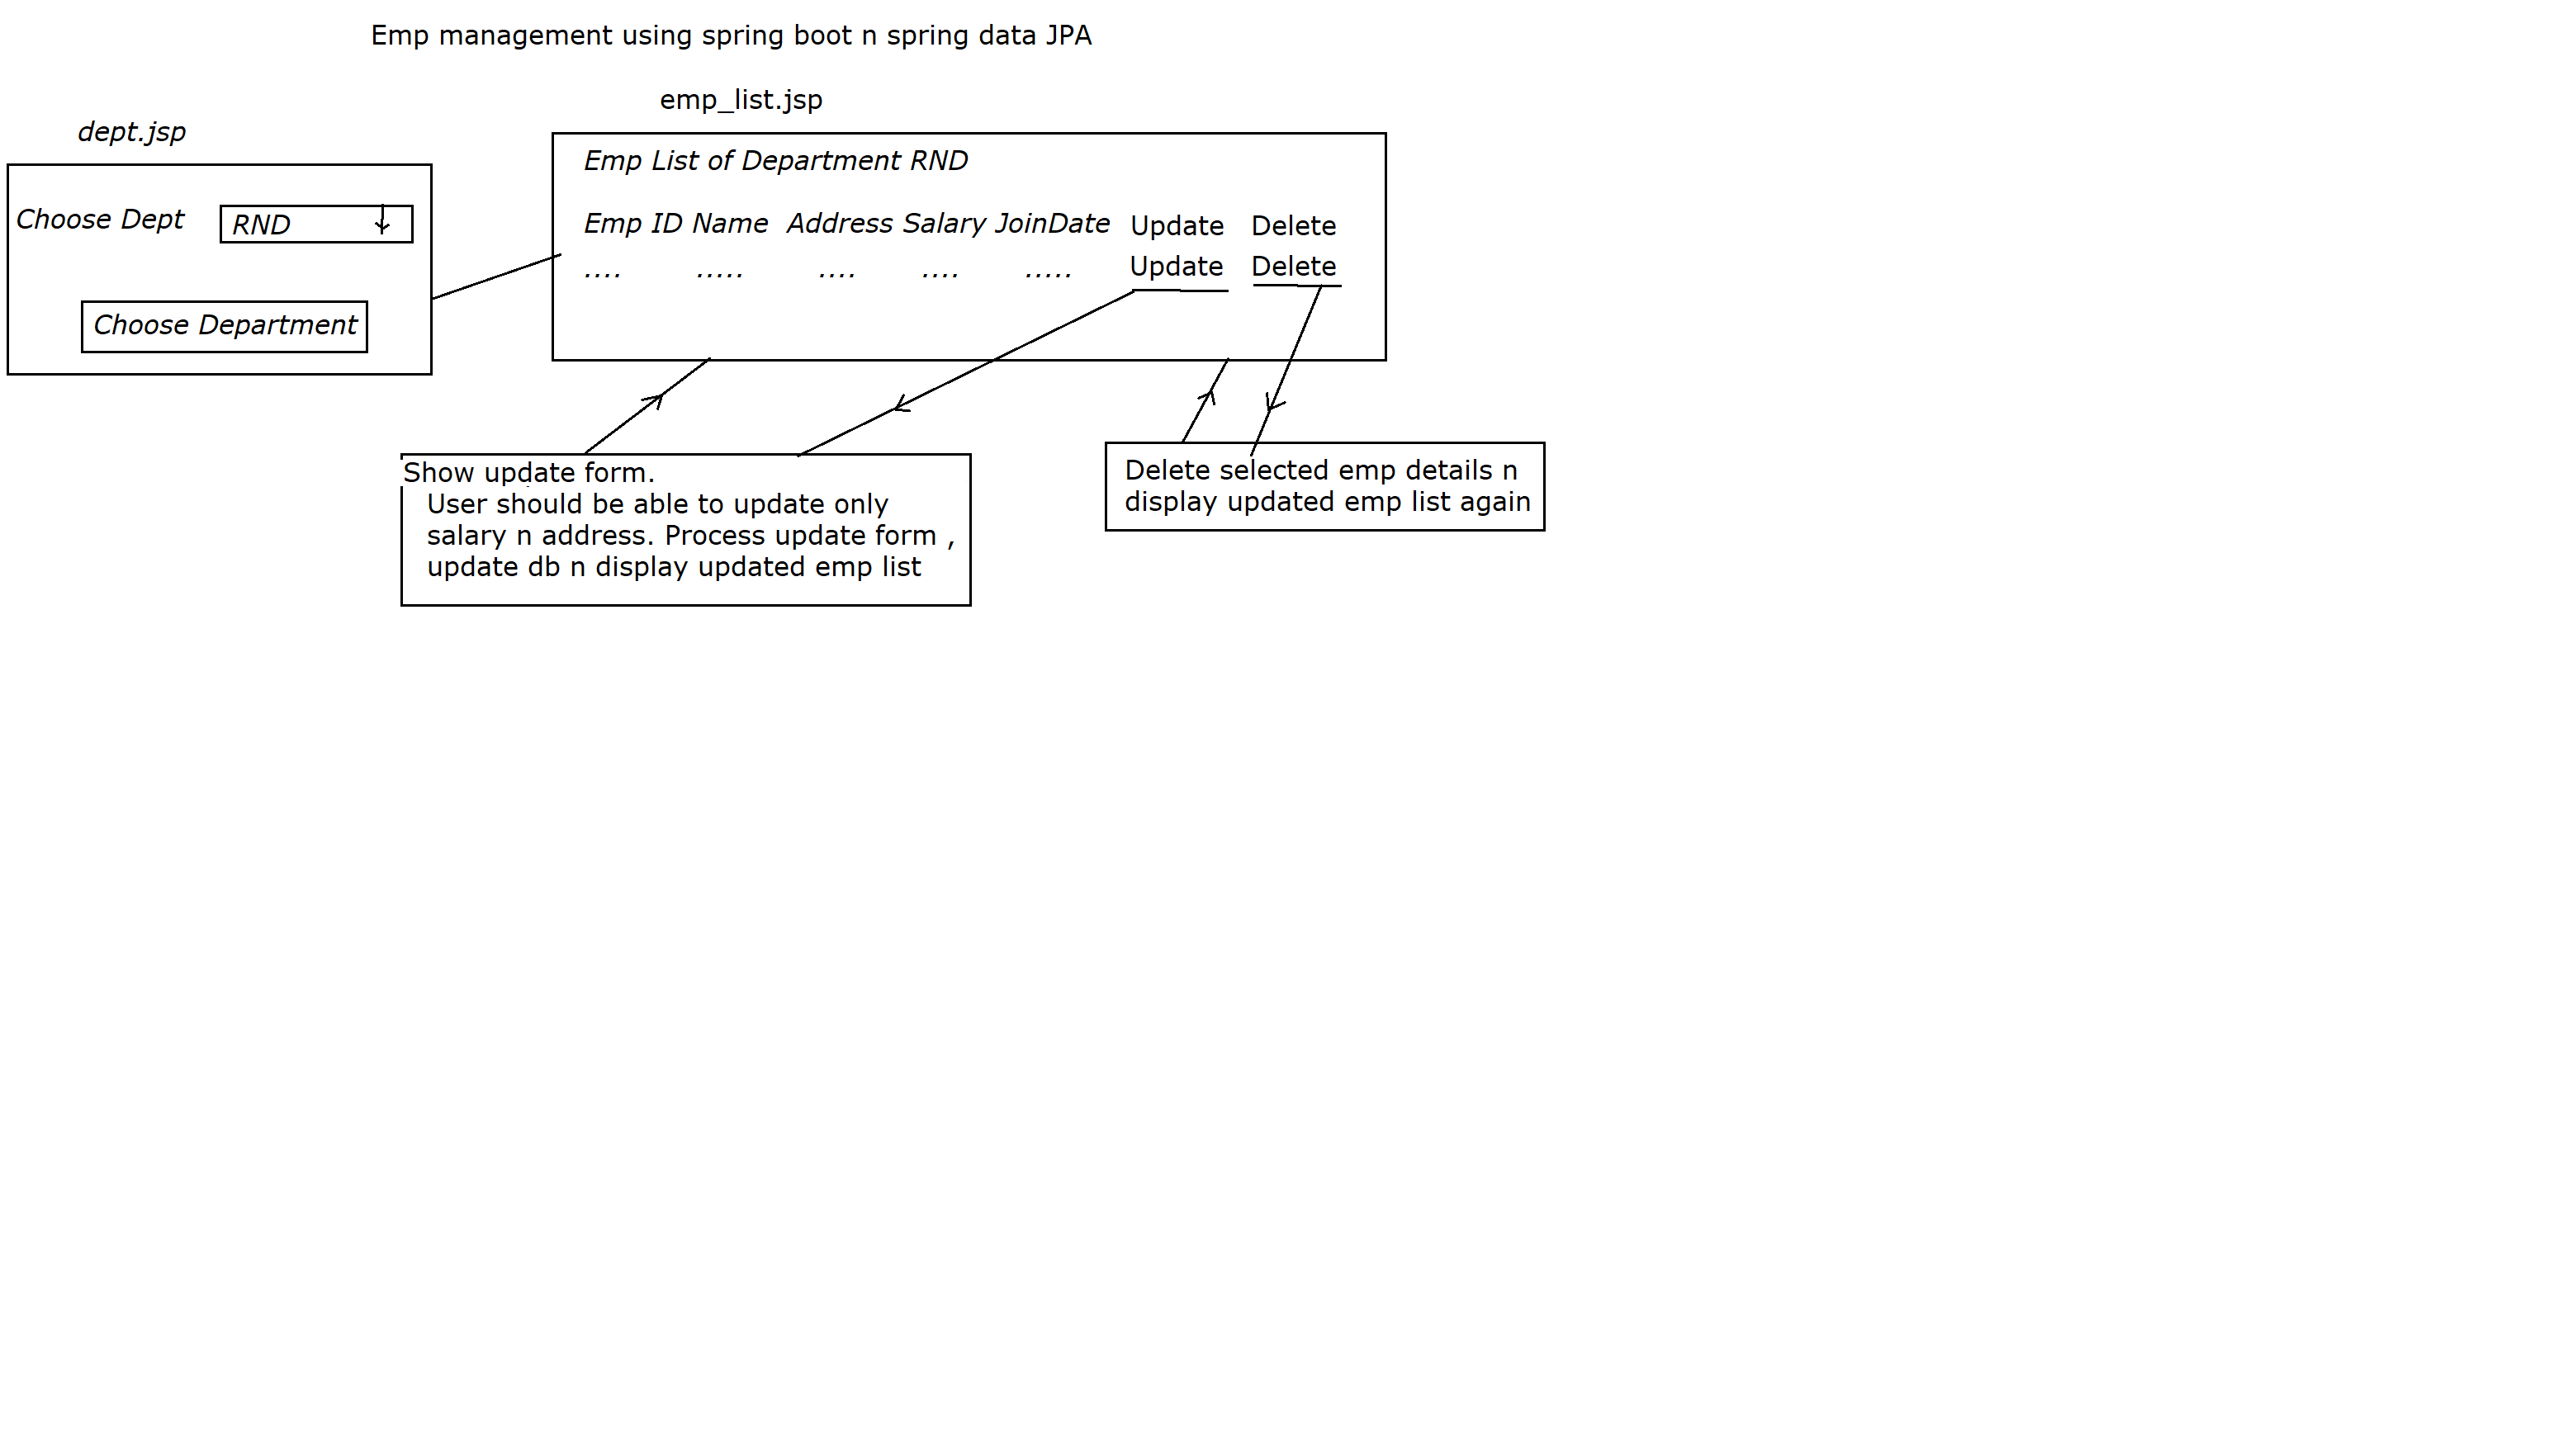 Emp management using spring boot n spring data JPA
emp_list.jsp
dept.jsp
Emp List of Department RND
Choose Dept
RND
Emp ID Name Address Salary JoinDate Update Delete
.... ..... .... .... ..... Update Delete
Choose Department
Show update form.
User should be able to update only
salary n address. Process update form ,
update db n display updated emp list
Delete selected emp details n
display updated emp list again